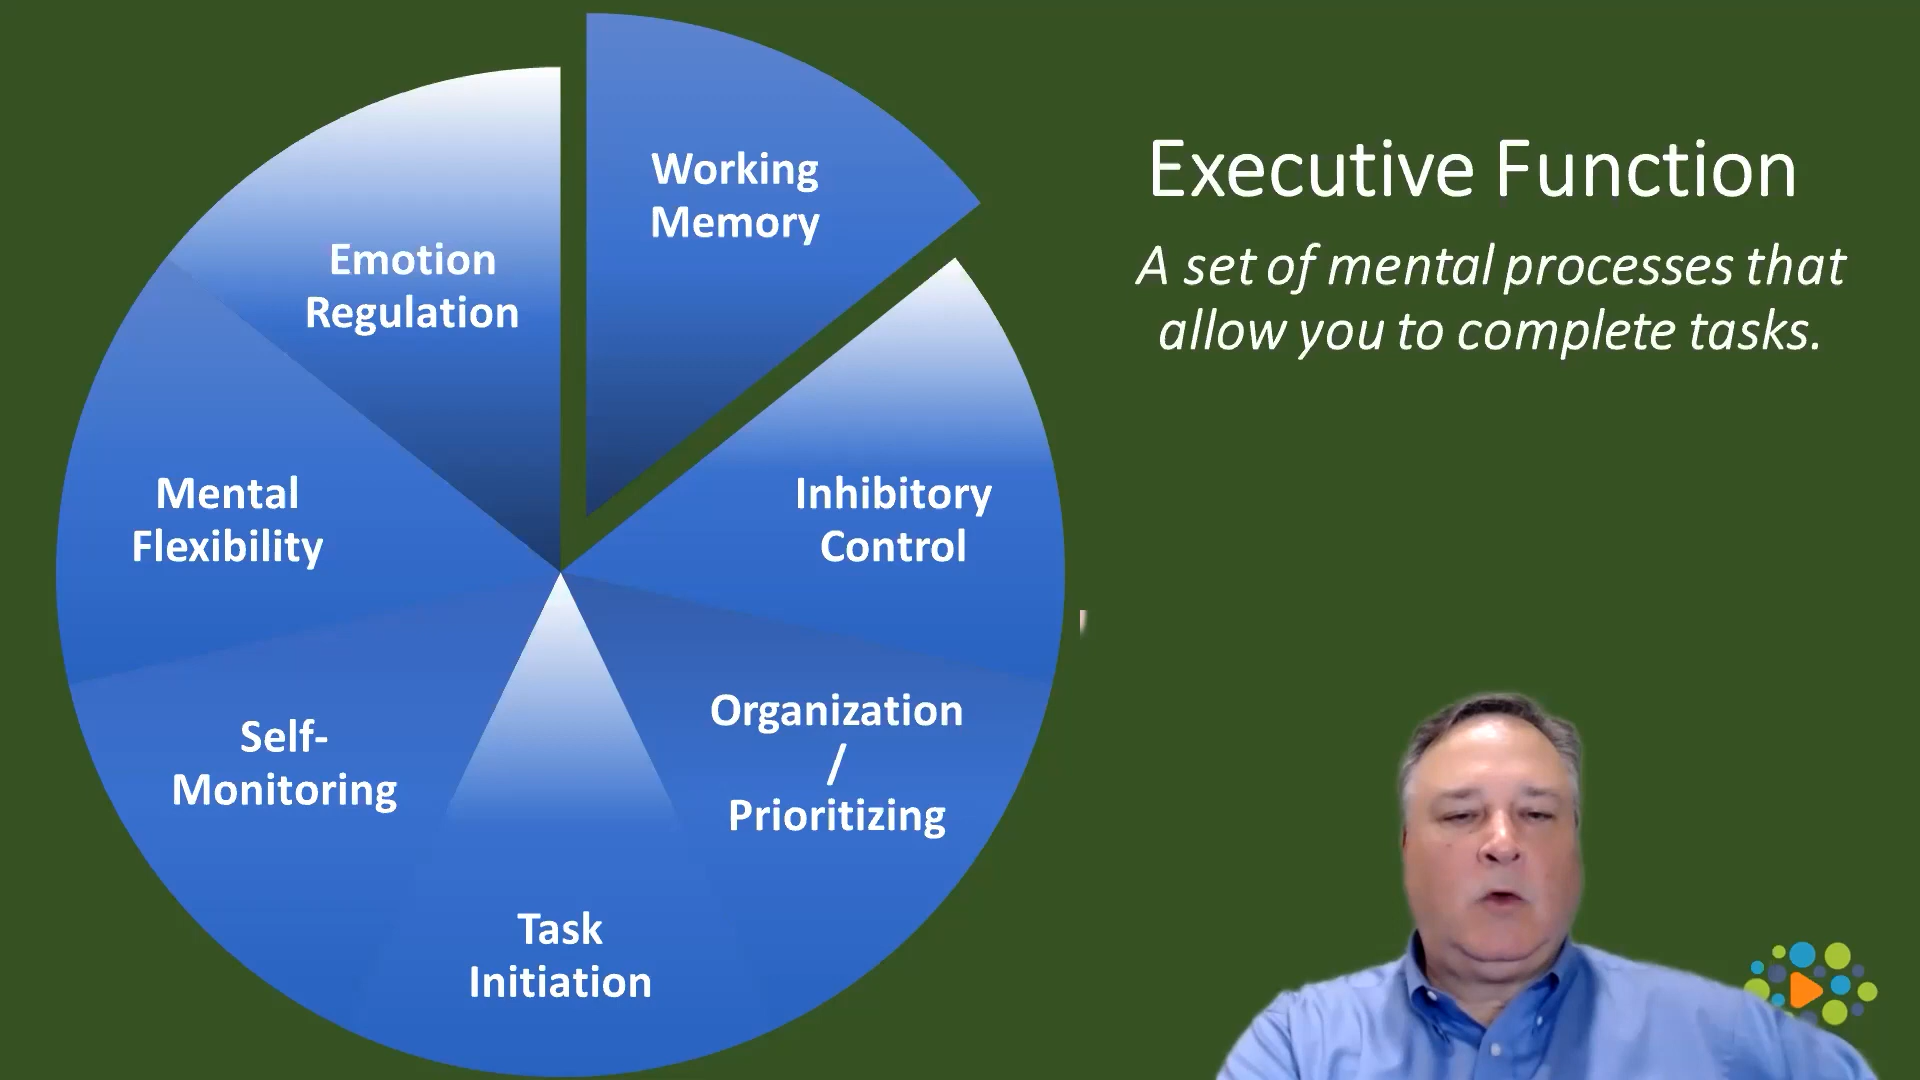 Executive Function
A set of mental processes that
allow you to complete tasks.
Working
Memory
Inhibitory
Control
Organization
/
Prioritizing
Task
Initiation
Self-
Monitoring
Mental
Flexibility
Emotion
Regulation